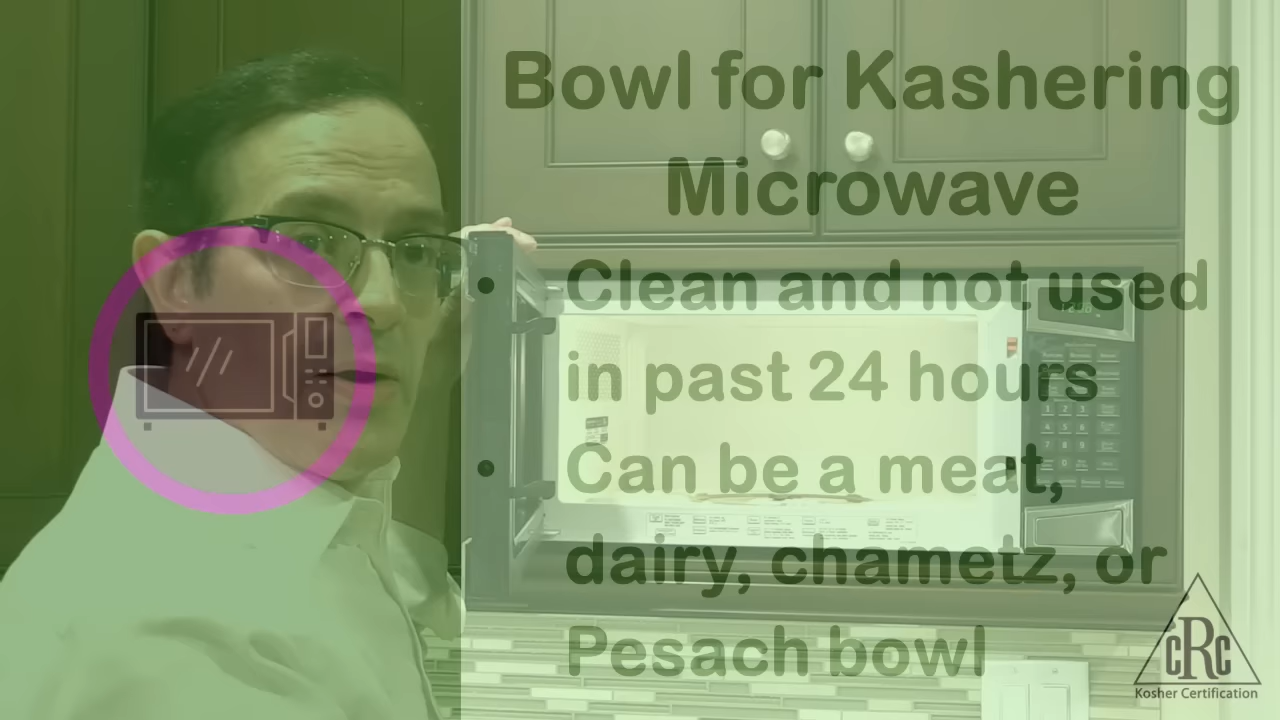 Bowl for Kashering
Microwave
• Clean and not used
in past 24 hours
• Can be a meat,
dairy, chametz, or
Pesach bowl
cRc
Kosher Certification